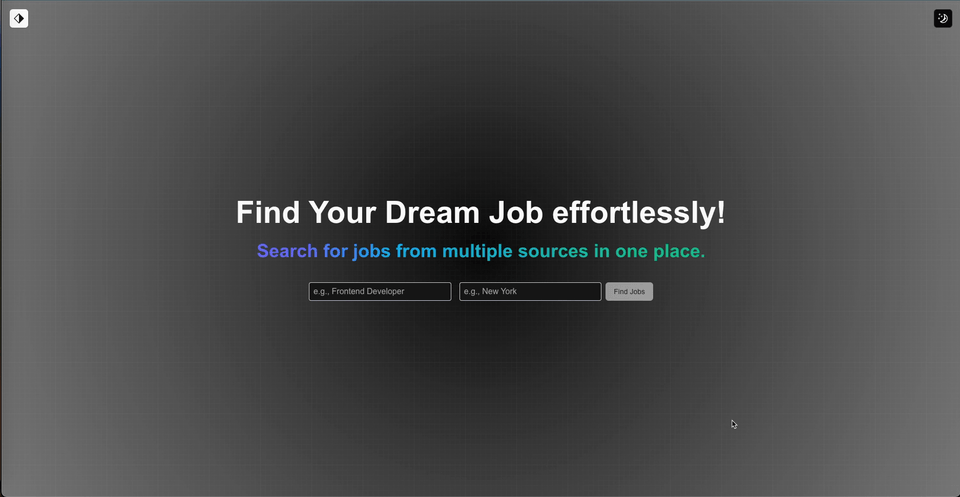 Find Your Dream Job effortlessly!
Search for jobs from multiple sources in one place.
e.g., Frontend Developer
e.g., New York
Find Jobs